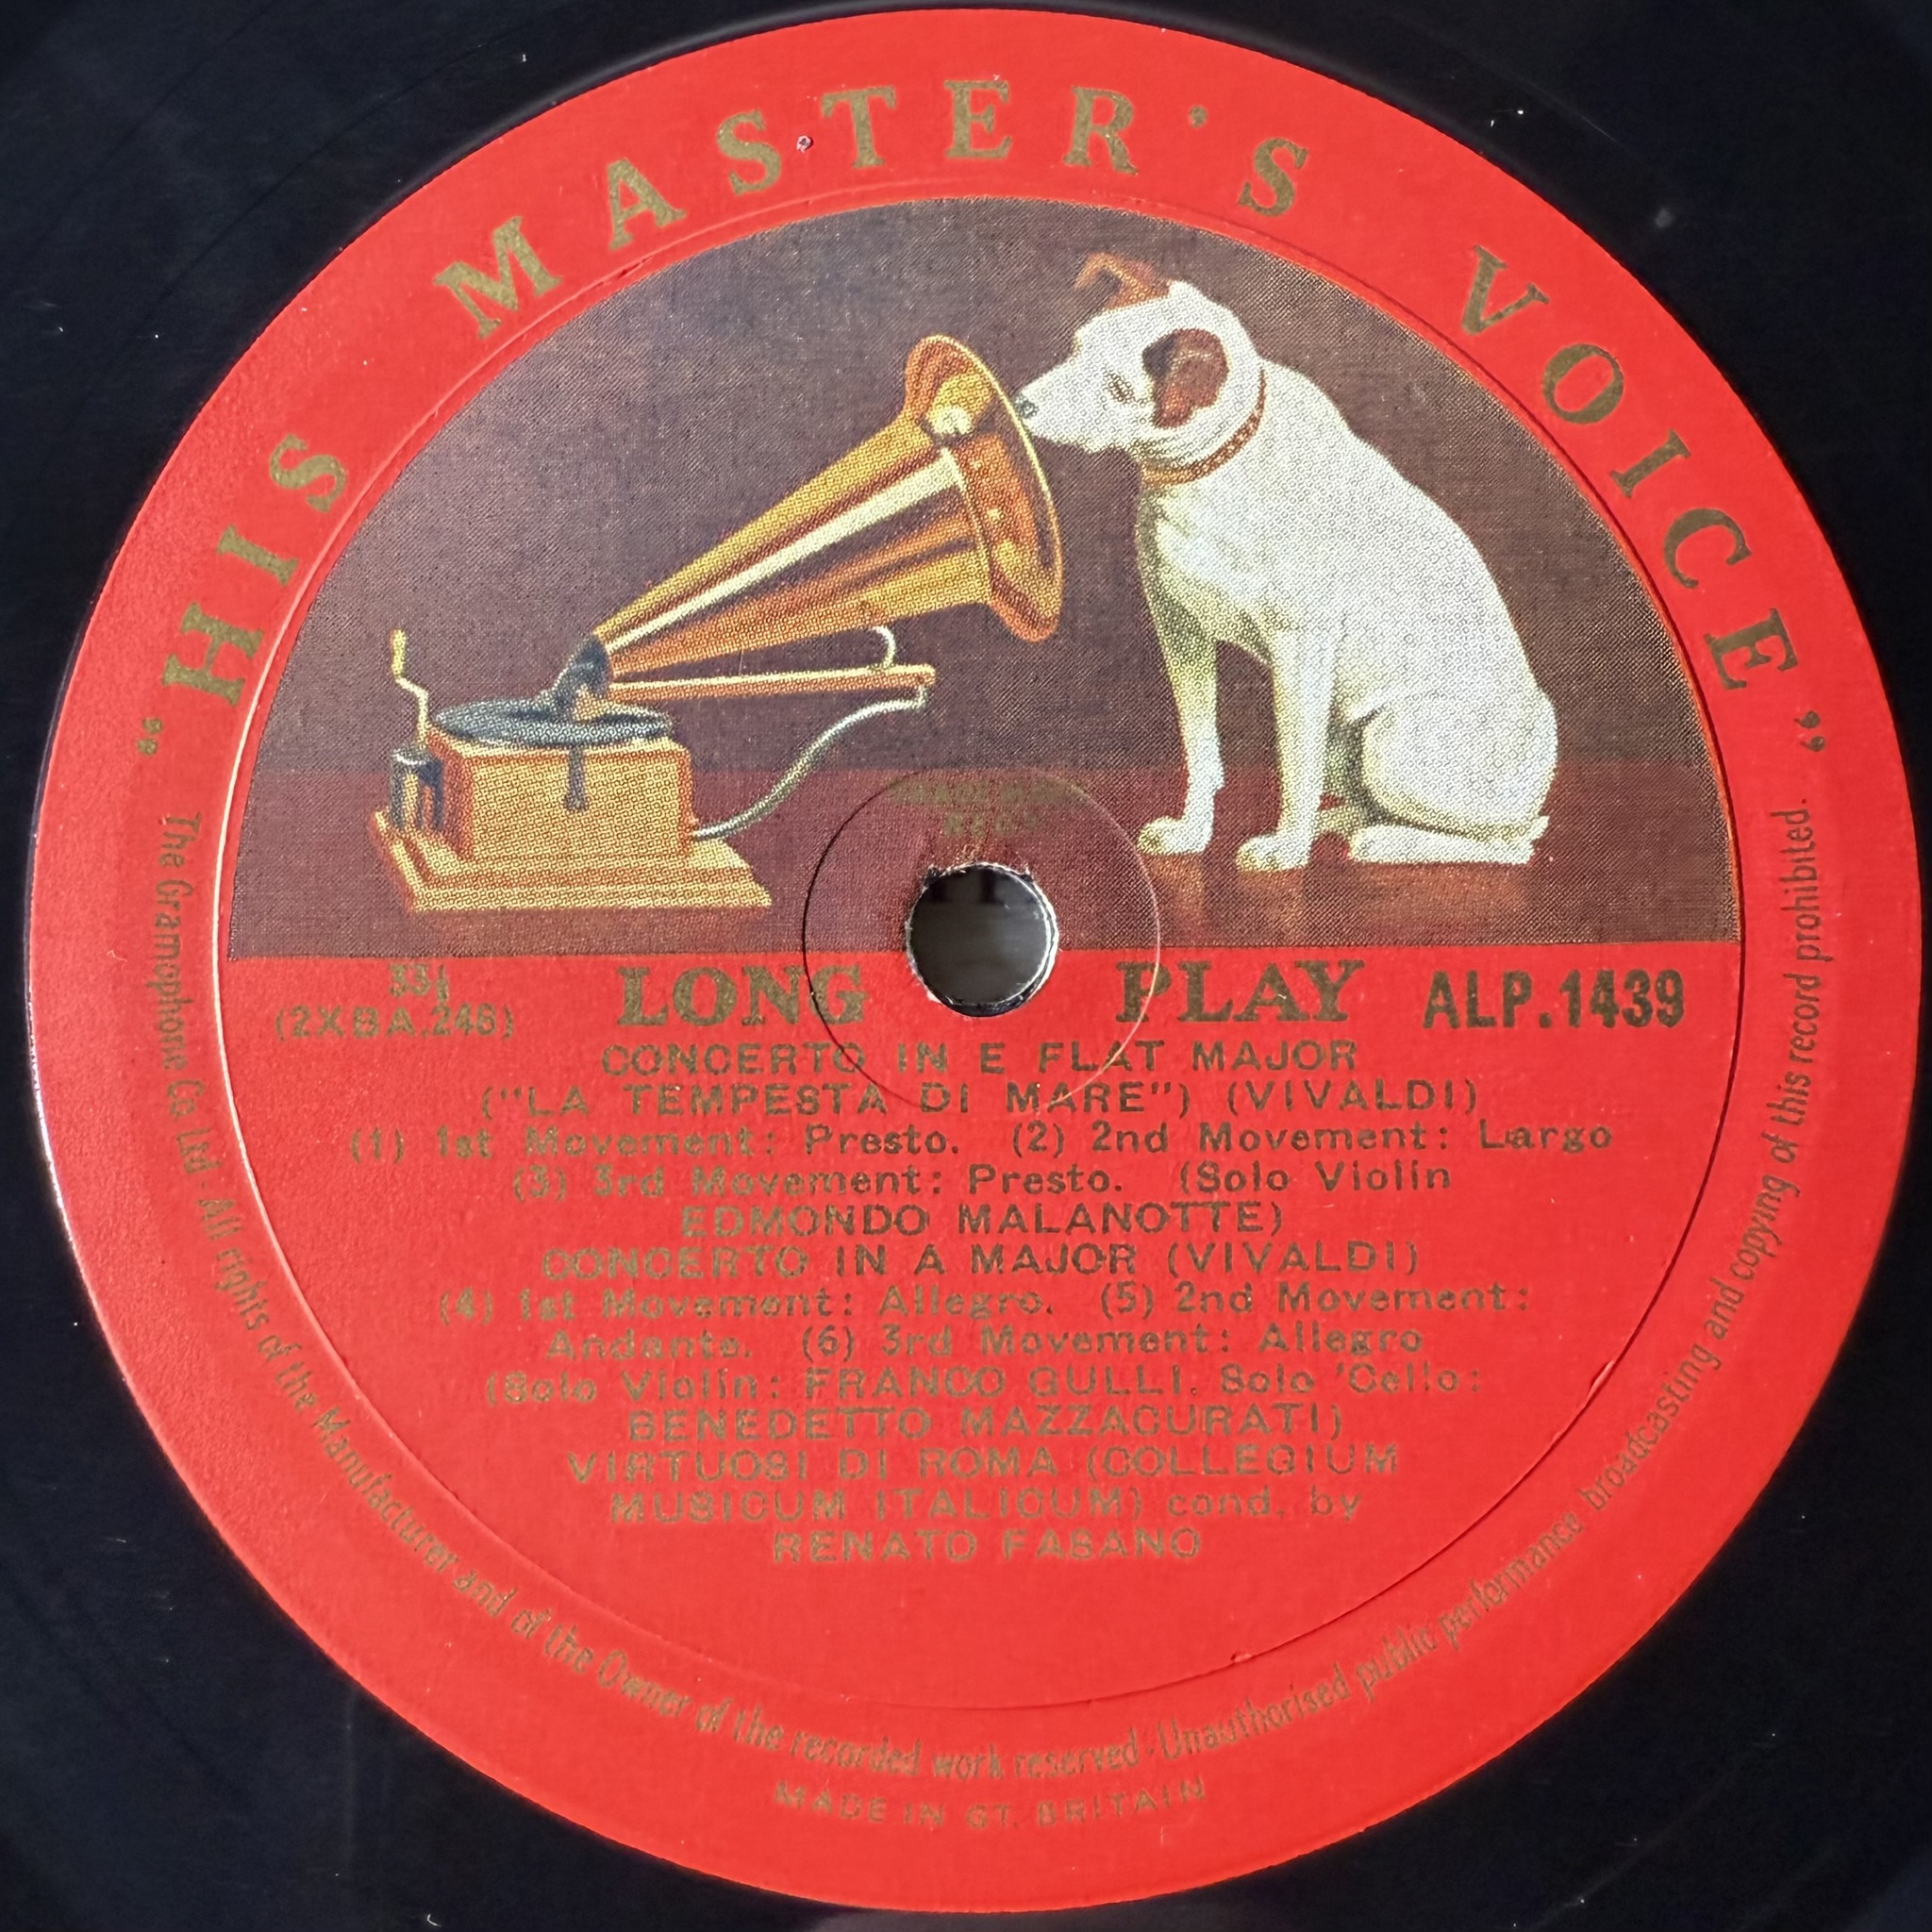 "HIS MASTER'S VOICE"
TRADE MARK
REGD.
33⅓
(2XBA.248)
LONG PLAY
ALP.1439
CONCERTO IN E FLAT MAJOR
("LA TEMPESTA DI MARE") (VIVALDI)
(1) 1st Movement: Presto. (2) 2nd Movement: Largo
(3) 3rd Movement: Presto. (Solo Violin
EDMONDO MALANOTTE)
CONCERTO IN A MAJOR (VIVALDI)
(4) 1st Movement: Allegro. (5) 2nd Movement:
Andante. (6) 3rd Movement: Allegro
(Solo Violin: FRANCO GULLI. Solo 'Cello:
BENEDETTO MAZZACURATI)
VIRTUOSI DI ROMA (COLLEGIUM
MUSICUM ITALICUM) cond. by
RENATO FASANO
The Gramophone Co Ltd · All rights of the Manufacturer and of the Owner of the recorded work reserved · Unauthorised public performance broadcasting and copying of this record prohibited.
MADE IN GT. BRITAIN